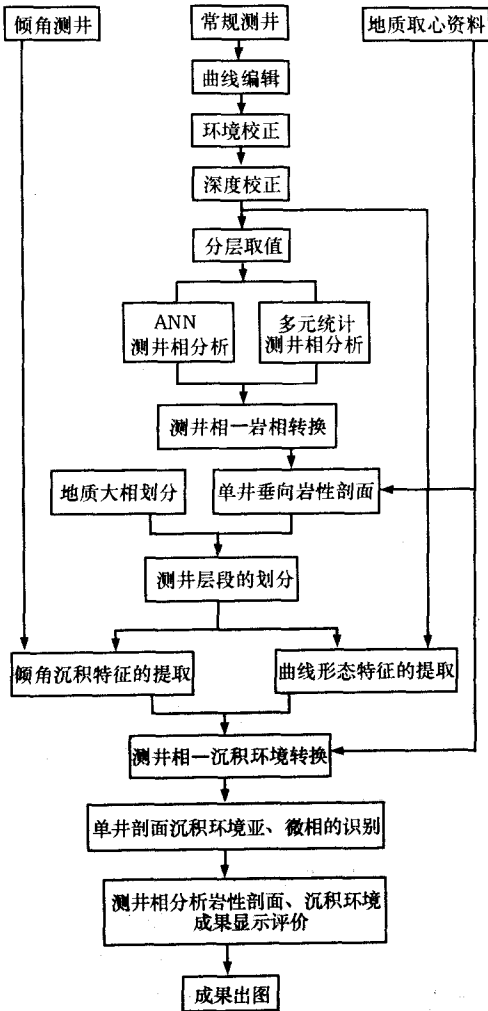 倾角测井
常规测井
地质取心资料
曲线编辑
环境校正
深度校正
分层取值
ANN
测井相分析
多元统计
测井相分析
测井相—岩相转换
地质大相划分
单井垂向岩性剖面
测井层段的划分
倾角沉积特征的提取
曲线形态特征的提取
测井相—沉积环境转换
单井剖面沉积环境亚、微相的识别
测井相分析岩性剖面、沉积环境
成果显示评价
成果出图